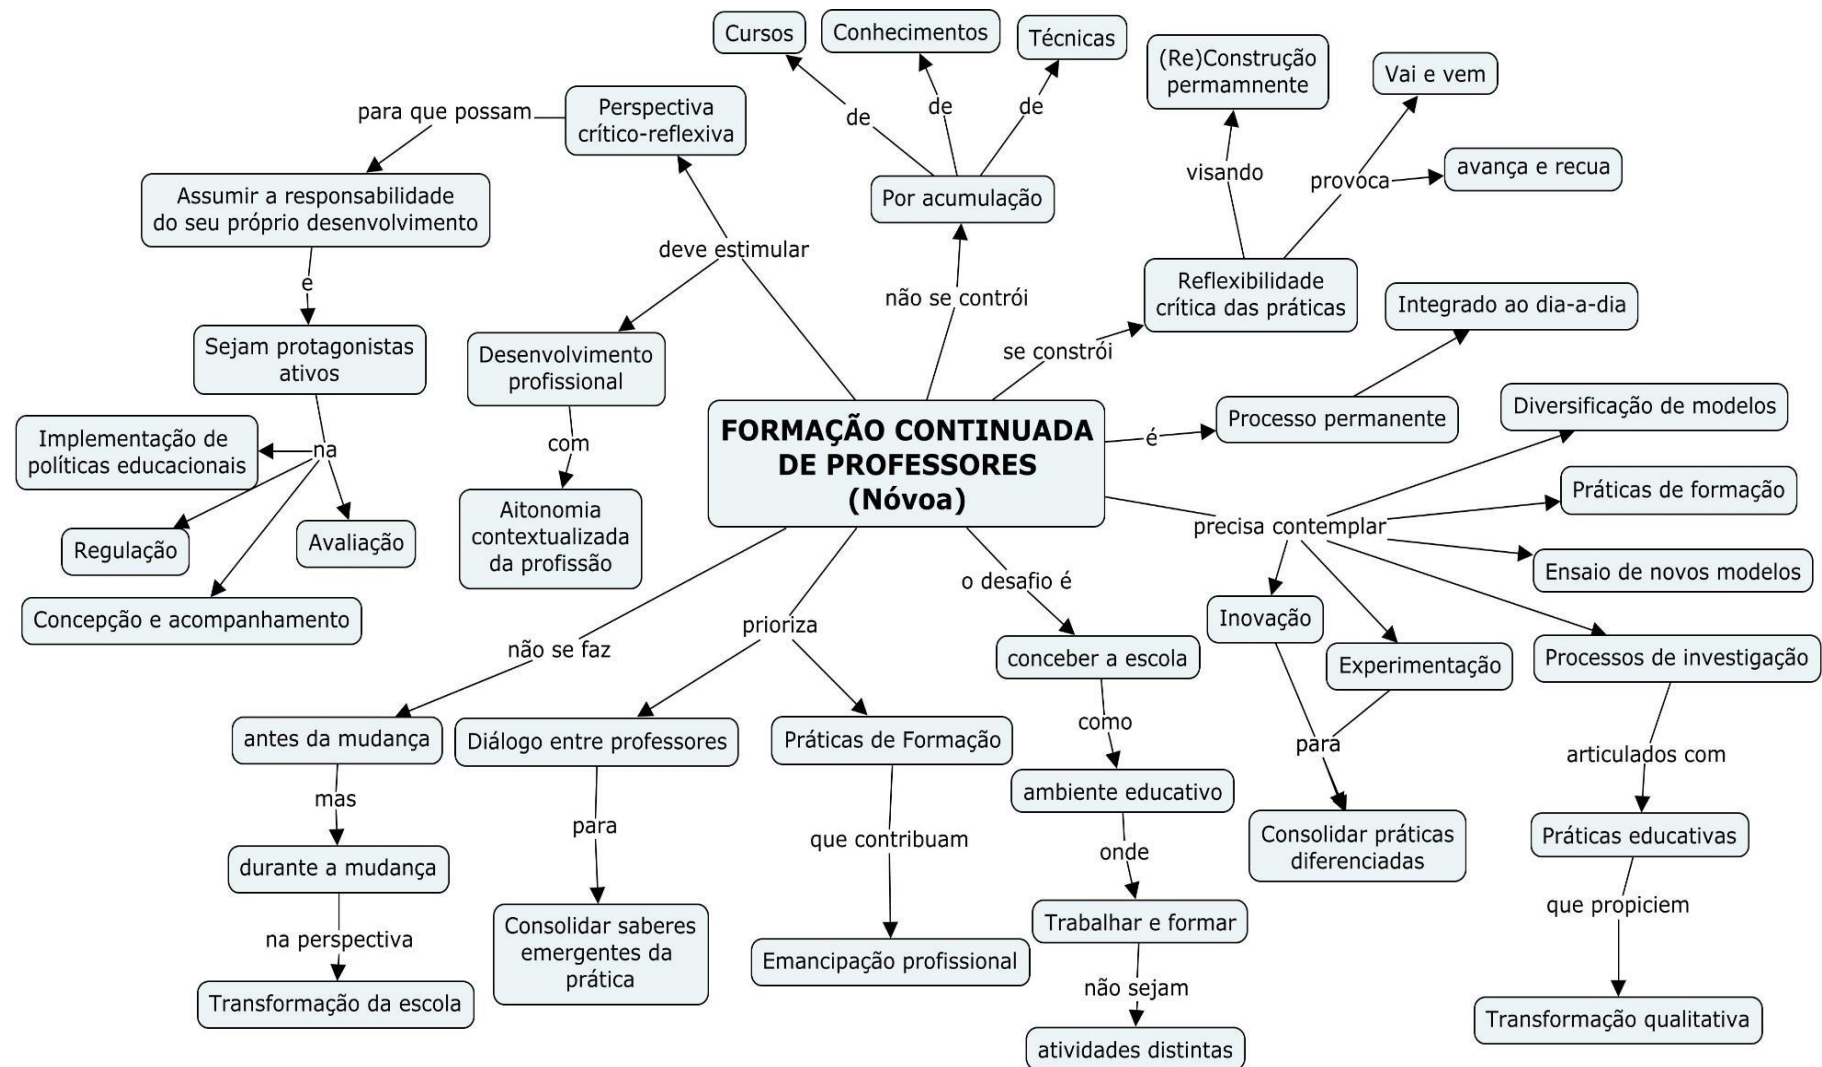 Cursos
Conhecimentos
Técnicas
de
de
de
Por acumulação
não se contrói
(Re)Construção
permamnente
Vai e vem
avança e recua
visando
provoca
Reflexibilidade
crítica das práticas
se constrói
para que possam
Perspectiva
crítico-reflexiva
Assumir a responsabilidade
do seu próprio desenvolvimento
e
Sejam protagonistas
ativos
na
Implementação de
políticas educacionais
Regulação
Avaliação
Concepção e acompanhamento
deve estimular
Desenvolvimento
profissional
com
Aitonomia
contextualizada
da profissão
FORMAÇÃO CONTINUADA
DE PROFESSORES
(Nóvoa)
é
Processo permanente
Integrado ao dia-a-dia
precisa contemplar
Diversificação de modelos
Práticas de formação
Ensaio de novos modelos
Inovação
Experimentação
Processos de investigação
para
Consolidar práticas
diferenciadas
articulados com
Práticas educativas
que propiciem
Transformação qualitativa
não se faz
antes da mudança
mas
durante a mudança
na perspectiva
Transformação da escola
prioriza
Diálogo entre professores
para
Consolidar saberes
emergentes da
prática
Práticas de Formação
que contribuam
Emancipação profissional
o desafio é
conceber a escola
como
ambiente educativo
onde
Trabalhar e formar
não sejam
atividades distintas